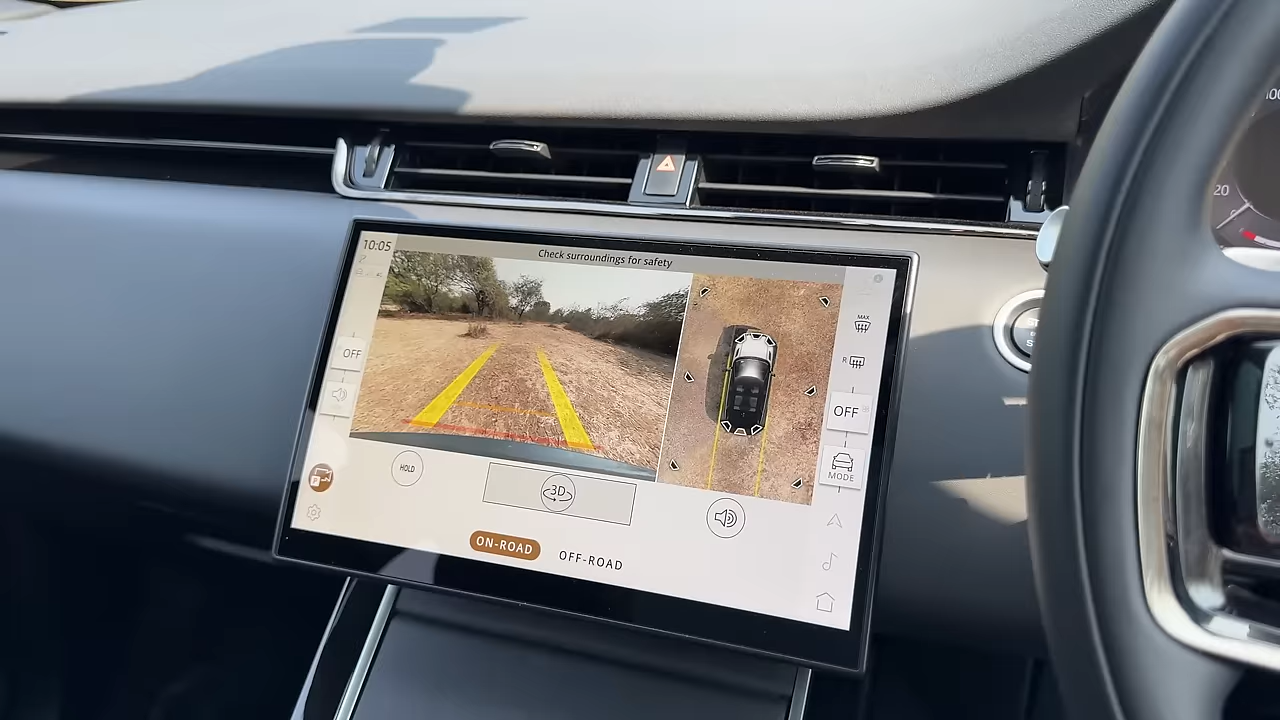 10:05
Check surroundings for safety
MAX
R
OFF
OFF
MODE
HOLD
3D
P
ON-ROAD
OFF-ROAD
20